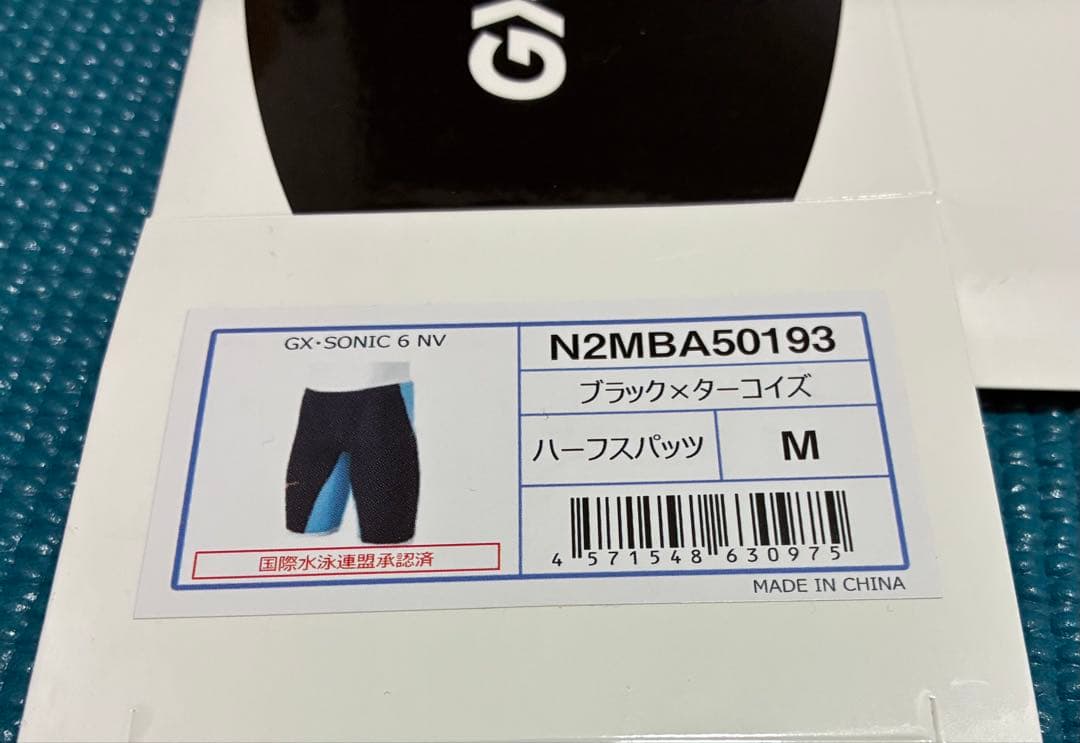 GX
GX・SONIC 6 NV
国際水泳連盟承認済
N2MBA50193
ブラック×ターコイズ
ハーフスパッツ
M
4 571548 630975
MADE IN CHINA